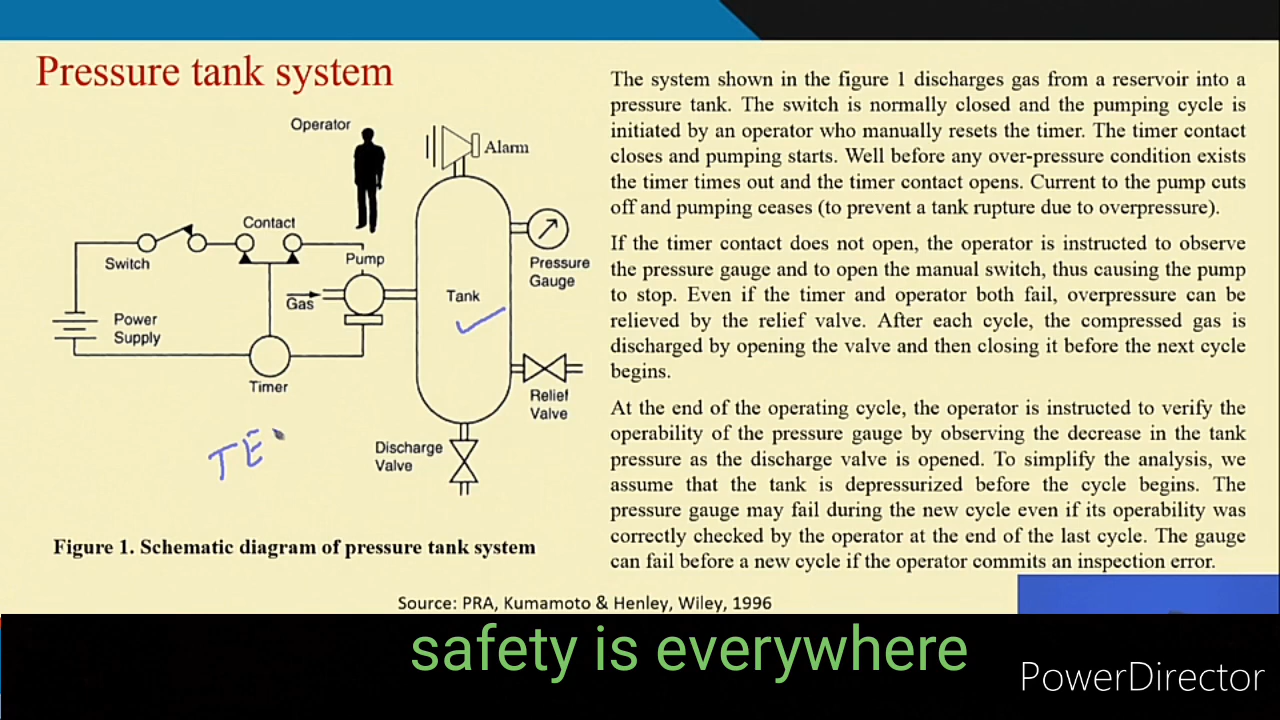 Pressure tank system
Operator
Alarm
Contact
Switch
Pump
Pressure
Gauge
Gas
Tank
Power
Supply
Timer
Relief
Valve
Discharge
Valve
TE
Figure 1. Schematic diagram of pressure tank system
The system shown in the figure 1 discharges gas from a reservoir into a
pressure tank. The switch is normally closed and the pumping cycle is
initiated by an operator who manually resets the timer. The timer contact
closes and pumping starts. Well before any over-pressure condition exists
the timer times out and the timer contact opens. Current to the pump cuts
off and pumping ceases (to prevent a tank rupture due to overpressure).
If the timer contact does not open, the operator is instructed to observe
the pressure gauge and to open the manual switch, thus causing the pump
to stop. Even if the timer and operator both fail, overpressure can be
relieved by the relief valve. After each cycle, the compressed gas is
discharged by opening the valve and then closing it before the next cycle
begins.
At the end of the operating cycle, the operator is instructed to verify the
operability of the pressure gauge by observing the decrease in the tank
pressure as the discharge valve is opened. To simplify the analysis, we
assume that the tank is depressurized before the cycle begins. The
pressure gauge may fail during the new cycle even if its operability was
correctly checked by the operator at the end of the last cycle. The gauge
can fail before a new cycle if the operator commits an inspection error.
Source: PRA, Kumamoto & Henley, Wiley, 1996
safety is everywhere
PowerDirector